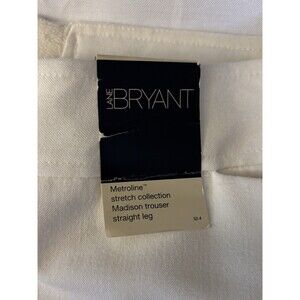 LANE BRYANT
Metroline™
stretch collection
Madison trouser
straight leg